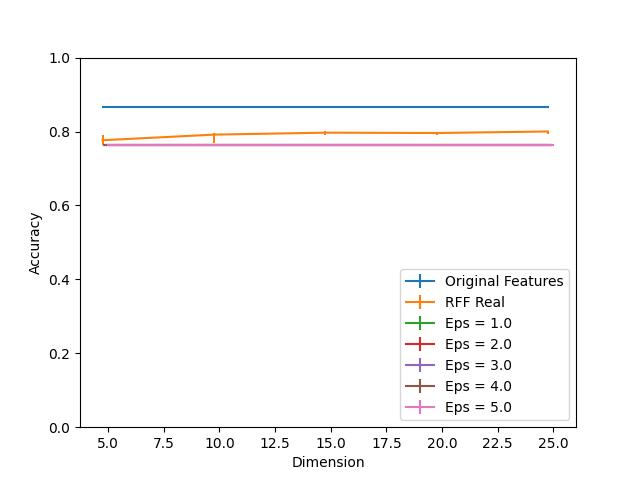 1.0
0.8
0.6
0.4
0.2
0.0
Accuracy
Original Features
RFF Real
Eps = 1.0
Eps = 2.0
Eps = 3.0
Eps = 4.0
Eps = 5.0
5.0 7.5 10.0 12.5 15.0 17.5 20.0 22.5 25.0
Dimension